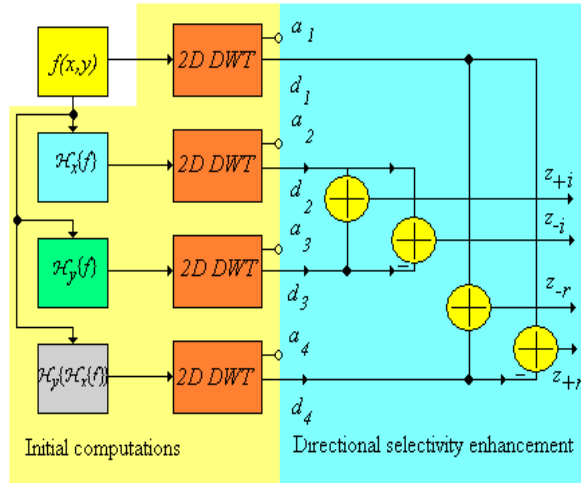 f(x,y)
2D DWT
a1
d1
ℋx{f}
2D DWT
a2
d2
ℋy{f}
2D DWT
a3
d3
ℋy{ℋx{f}}
2D DWT
a4
d4
z+i
z-i
−
z-r
−
z+r
Initial computations
Directional selectivity enhancement